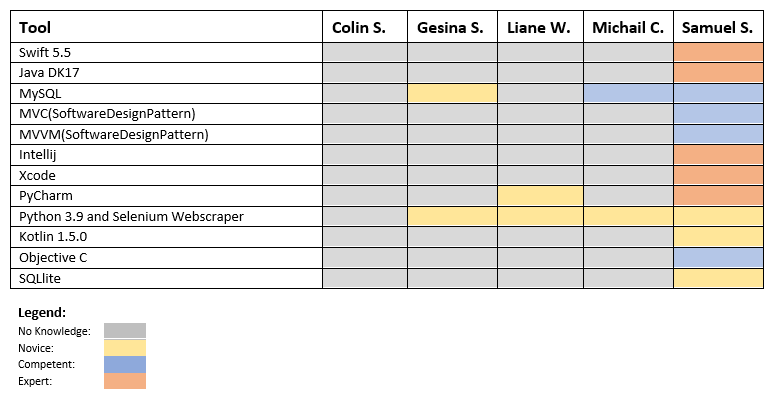 Tool Colin S. Gesina S. Liane W. Michail C. Samuel S.
Swift 5.5
Java DK17
MySQL
MVC(SoftwareDesignPattern)
MVVM(SoftwareDesignPattern)
Intellij
Xcode
PyCharm
Python 3.9 and Selenium Webscraper
Kotlin 1.5.0
Objective C
SQLlite
Legend:
No Knowledge:
Novice:
Competent:
Expert: